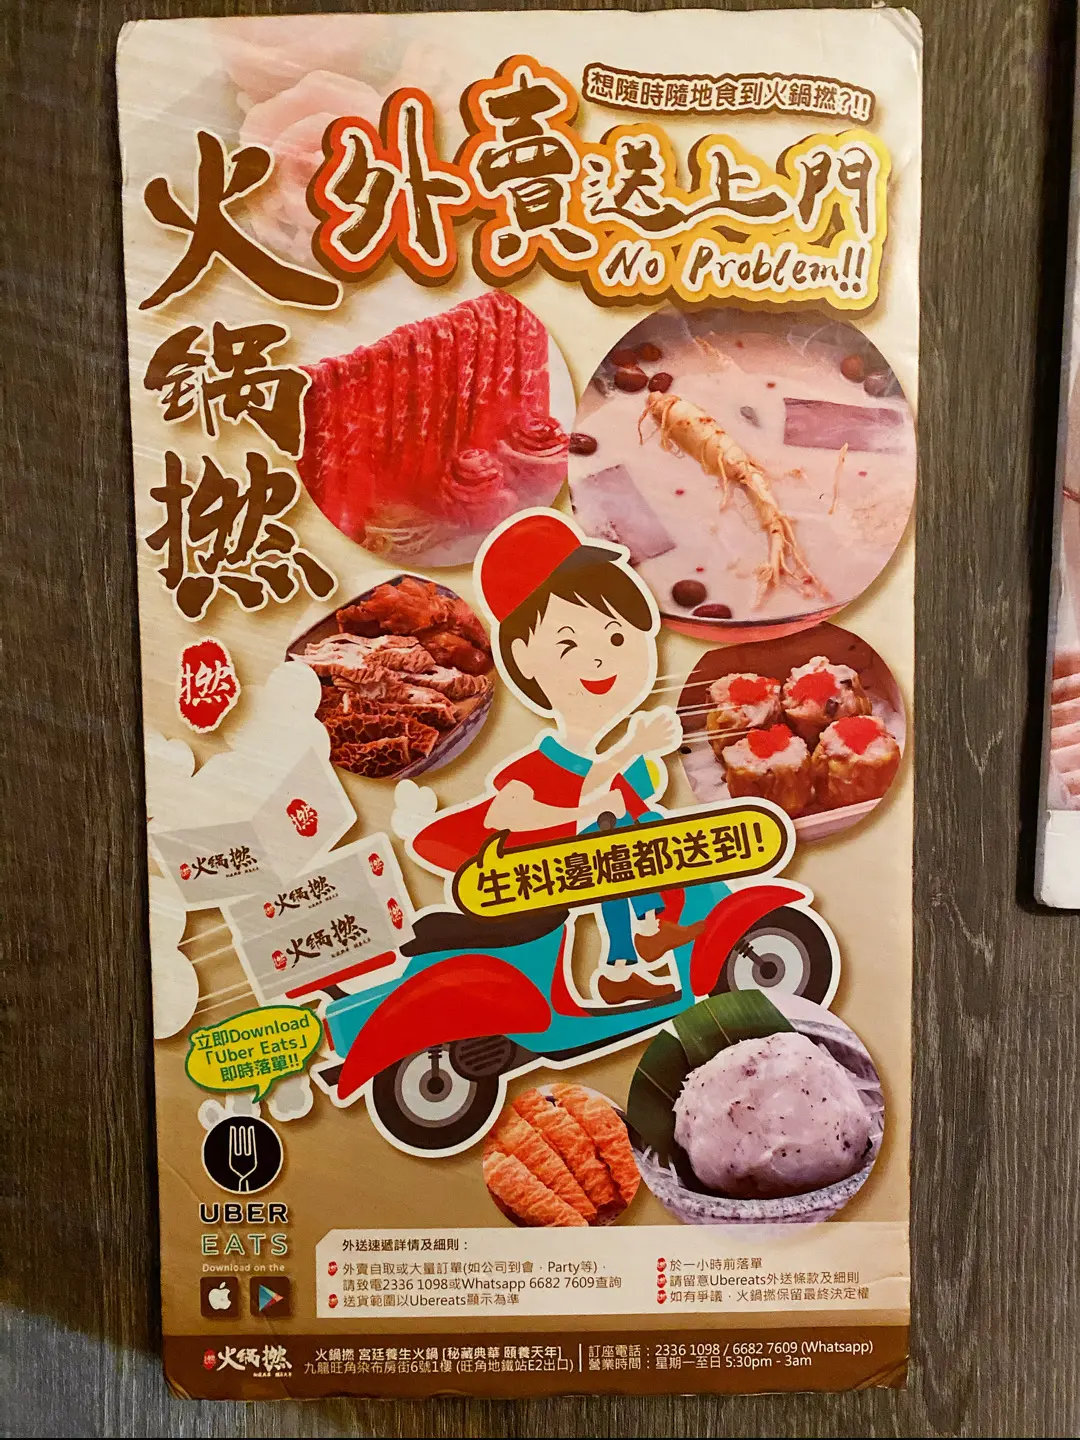 想隨時隨地食到火鍋撚?!!
外賣送上門
No Problem!!
火鍋撚
撚
生料邊爐都送到!
撚
火鍋撚
撚
火鍋撚
撚
火鍋撚
立即Download
「Uber Eats」
即時落單!!
UBER
EATS
Download on the
外送速遞詳情及細則：
外賣自取或大量訂單(如公司到會，Party等)，
請致電2336 1098或Whatsapp 6682 7609查詢
送貨範圍以Ubereats顯示為準
於一小時前落單
請留意Ubereats外送條款及細則
如有爭議，火鍋撚保留最終決定權
火鍋撚
火鍋撚 宮廷養生火鍋 [秘藏典華 頤養天年]
九龍旺角染布房街6號1樓 (旺角地鐵站E2出口)
訂座電話：2336 1098 / 6682 7609 (Whatsapp)
營業時間：星期一至日 5:30pm - 3am